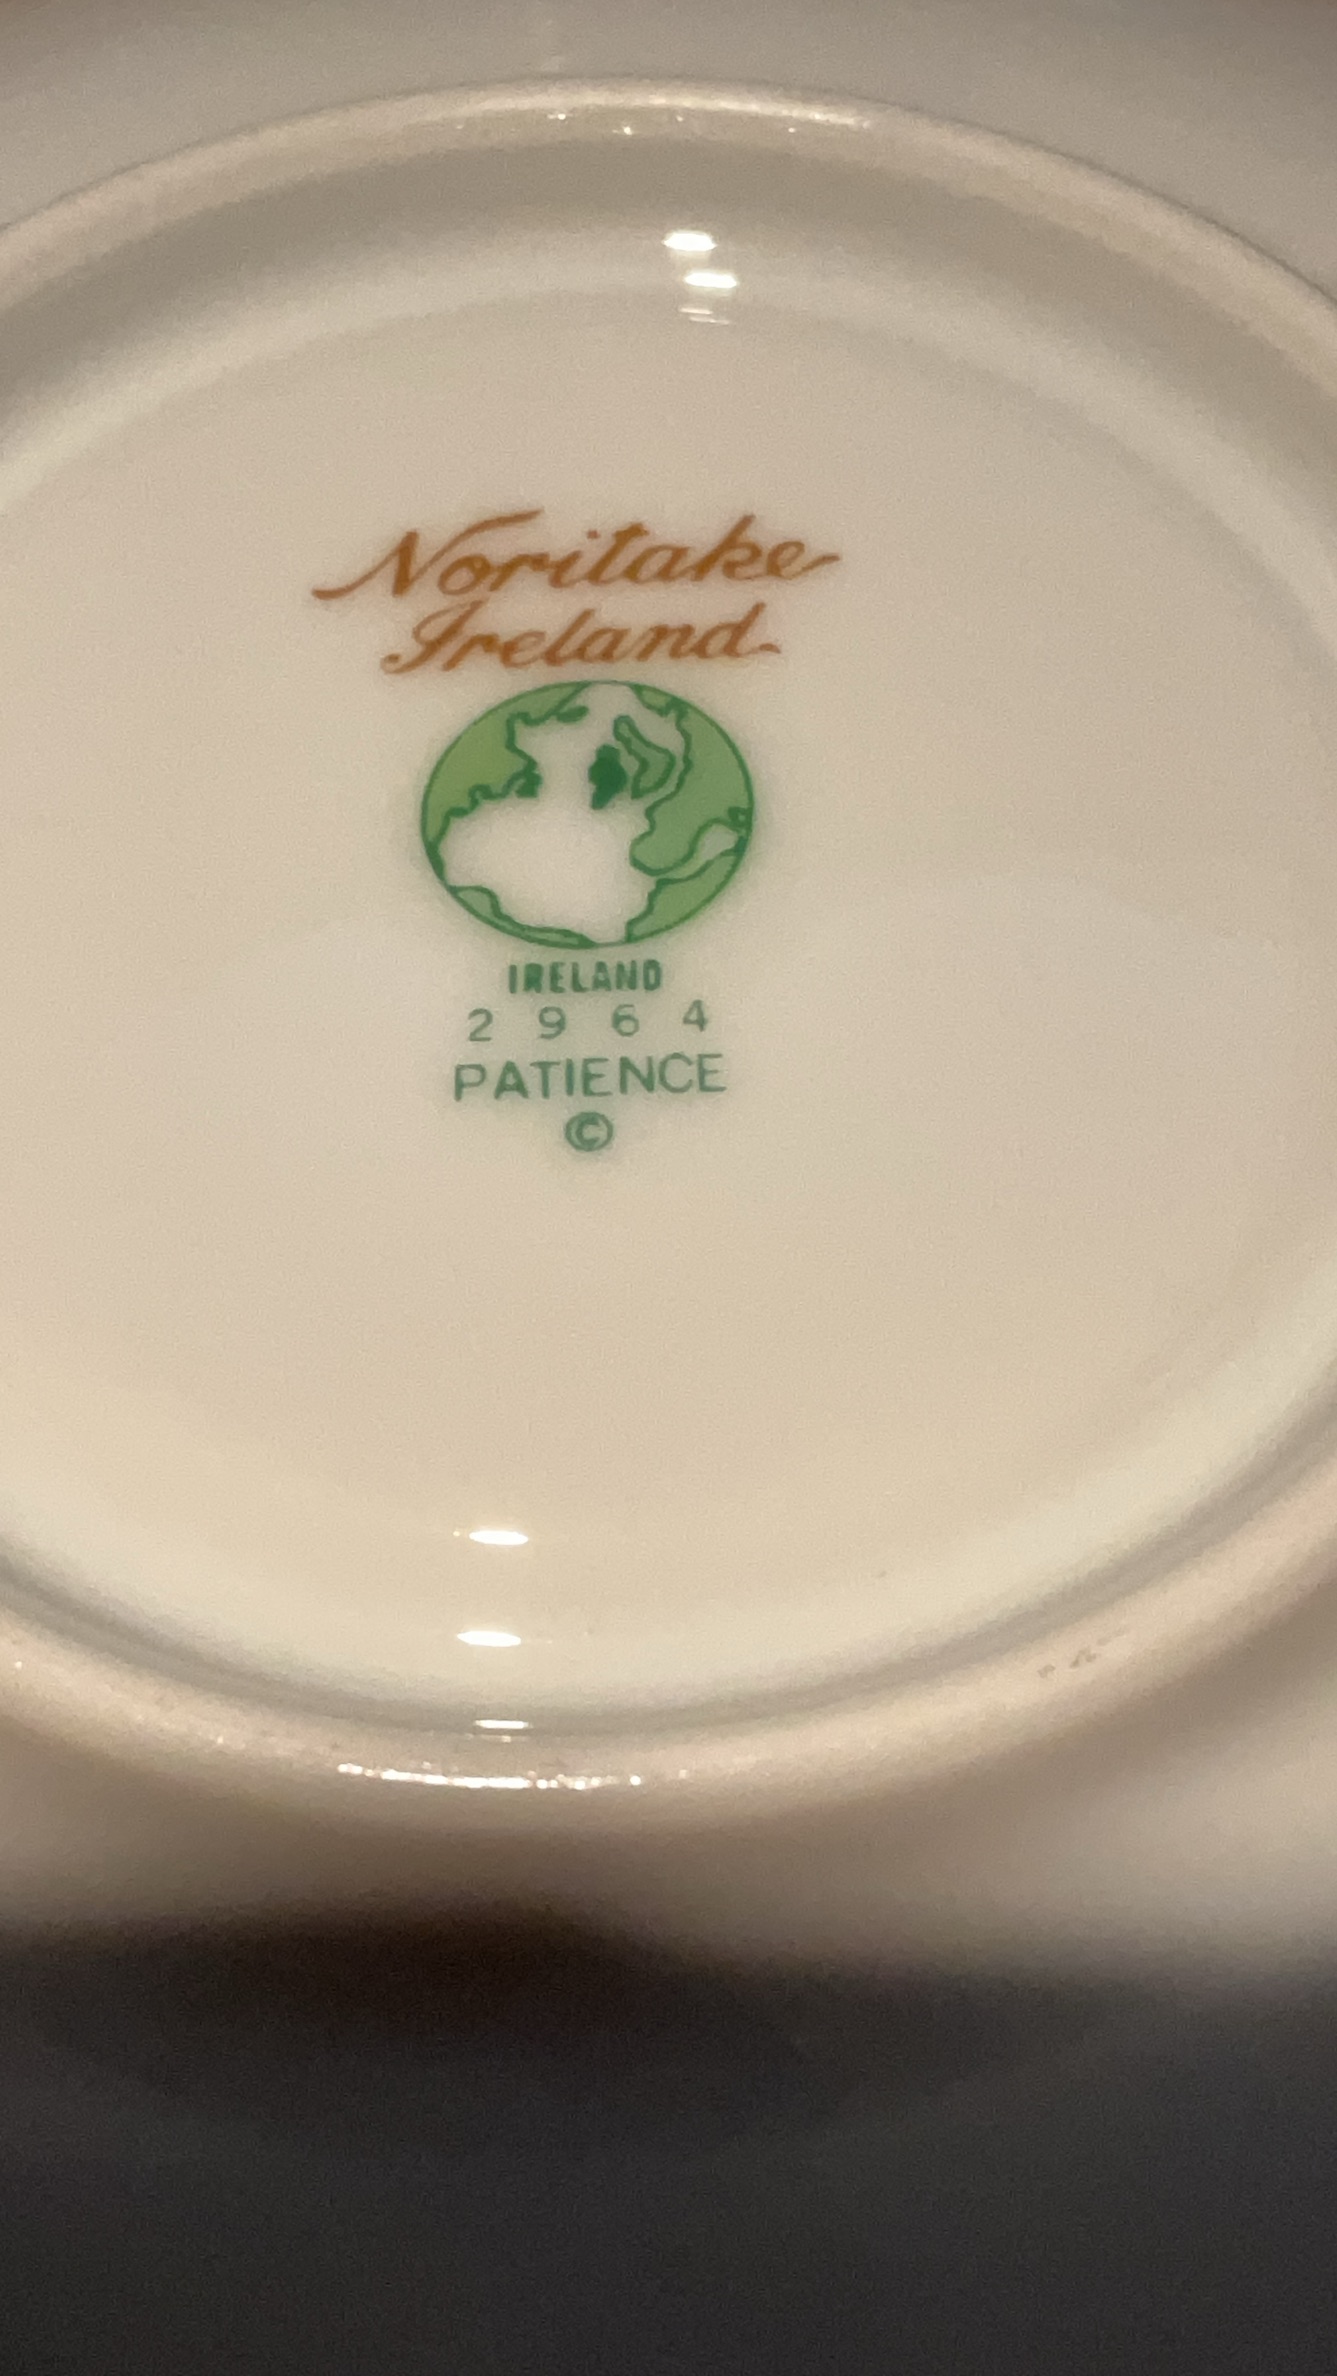 Noritake
Ireland
IRELAND
2964
PATIENCE
©